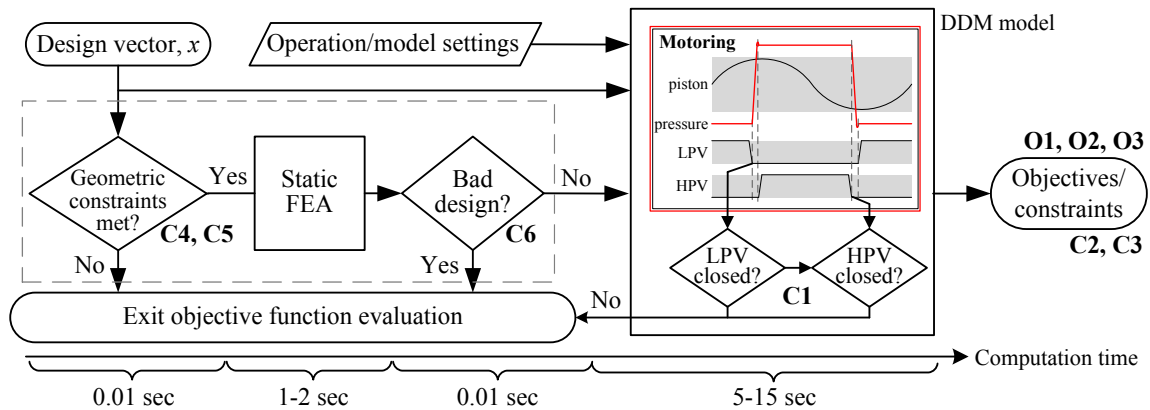 Design vector, x
Operation/model settings
DDM model
Motoring
piston
pressure
LPV
HPV
Geometric
constraints
met?
Yes
C4, C5
No
Static
FEA
Bad
design?
No
C6
Yes
LPV
closed?
HPV
closed?
C1
No
O1, O2, O3
Objectives/
constraints
C2, C3
Exit objective function evaluation
Computation time
0.01 sec
1-2 sec
0.01 sec
5-15 sec